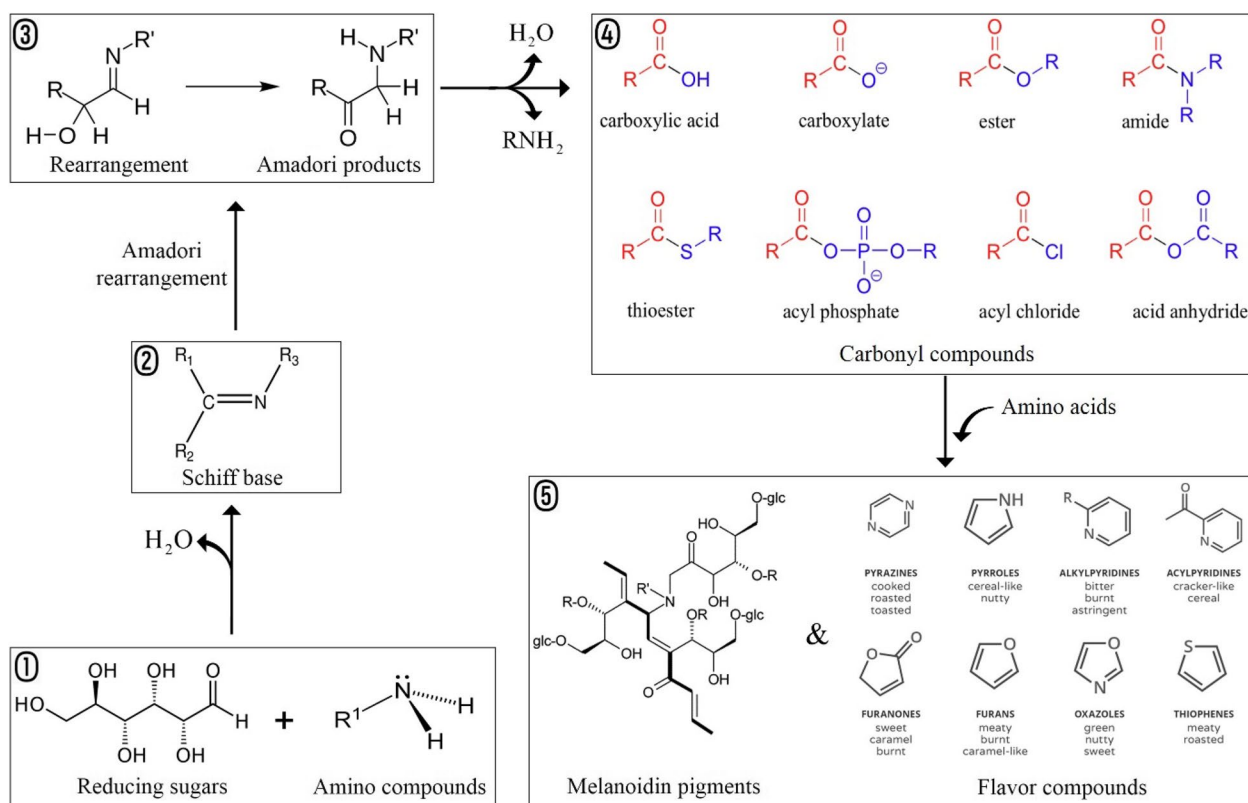 ③
N
R'
R
H
H-O
H
Rearrangement
H
N
R'
R
H
O
H
Amadori products
H₂O
RNH₂
④
O
R
C
OH
carboxylic acid
O
R
C
O⊖
carboxylate
O
R
C
O
R
ester
O
R
C
N
R
R
amide
O
R
C
S
R
thioester
O
R
C
O
O
P
O⊖
O
R
acyl phosphate
O
R
C
Cl
acyl chloride
O
R
C
O
O
C
R
acid anhydride
Carbonyl compounds
Amadori
rearrangement
②
R₁
C
N
R₃
R₂
Schiff base
Amino acids
H₂O
①
HO
OH
OH
OH
OH
O
H
OH
Reducing sugars
+
R¹
N
H
H
Amino compounds
⑤
O-glc
HO
O
OH
O-R
R'
N
R-O
glc-O
OH
OR
O-glc
OH
O
Melanoidin pigments
&
N
N
PYRAZINES
cooked
roasted
toasted
NH
PYRROLES
cereal-like
nutty
R
N
ALKYLPYRIDINES
bitter
burnt
astringent
O
N
ACYLPYRIDINES
cracker-like
cereal
O
O
FURANONES
sweet
caramel
burnt
O
FURANS
meaty
burnt
caramel-like
O
N
OXAZOLES
green
nutty
sweet
S
THIOPHENES
meaty
roasted
Flavor compounds